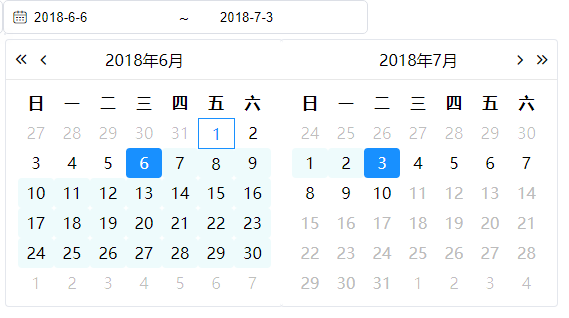 2018-6-6 ~ 2018-7-3
« ‹ 2018年6月
日 一 二 三 四 五 六
27 28 29 30 31 1 2
3 4 5 6 7 8 9
10 11 12 13 14 15 16
17 18 19 20 21 22 23
24 25 26 27 28 29 30
1 2 3 4 5 6 7
2018年7月 › »
日 一 二 三 四 五 六
24 25 26 27 28 29 30
1 2 3 4 5 6 7
8 9 10 11 12 13 14
15 16 17 18 19 20 21
22 23 24 25 26 27 28
29 30 31 1 2 3 4